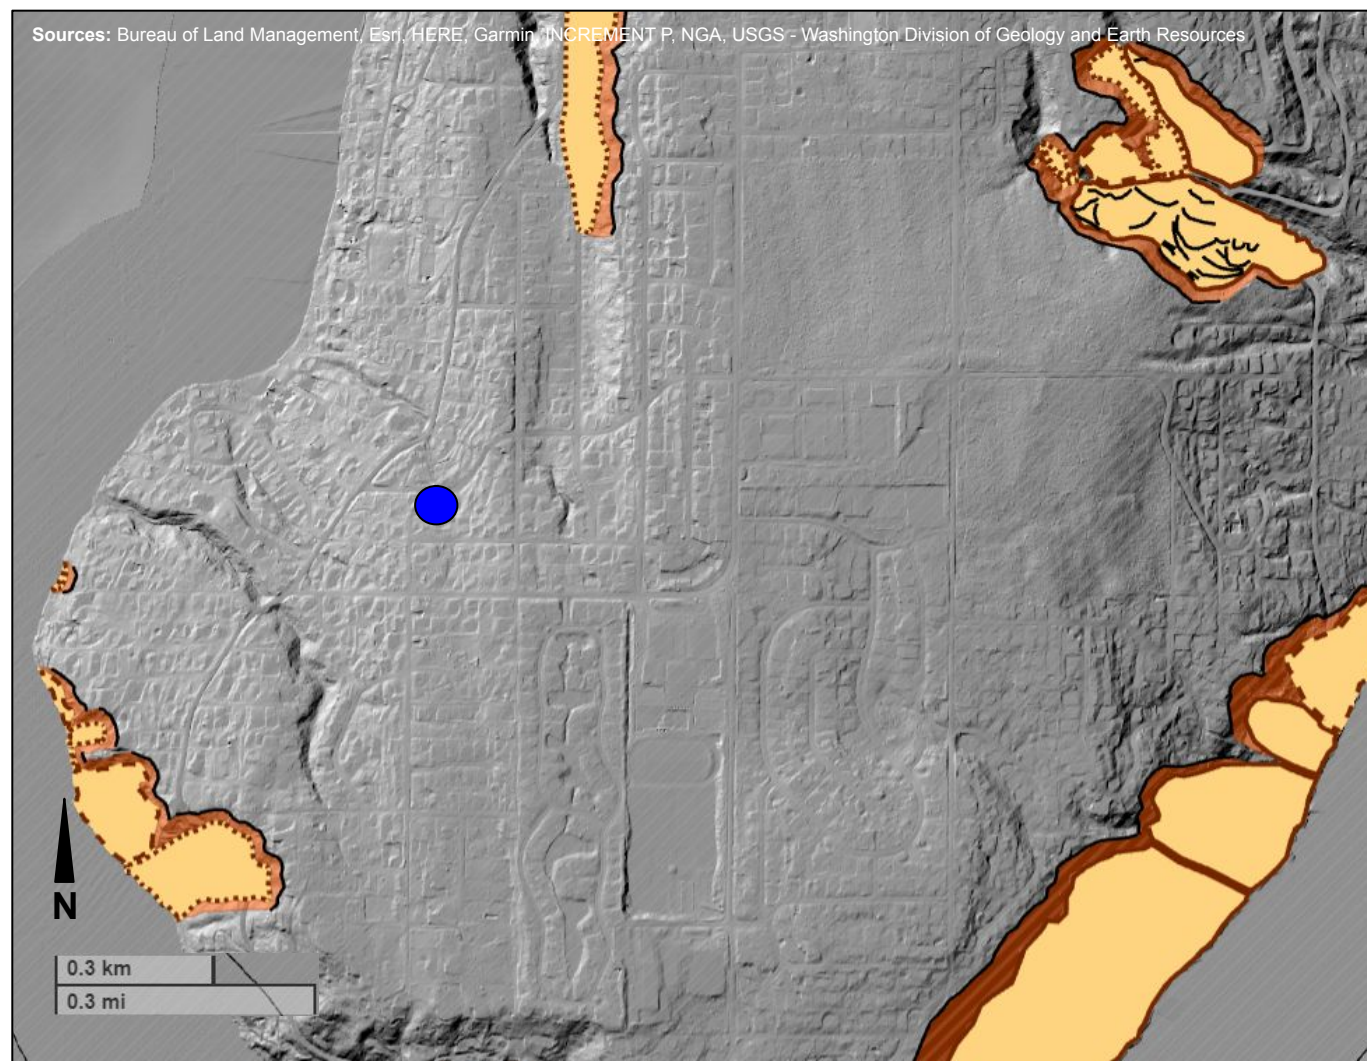 Sources: Bureau of Land Management, Esri, HERE, Garmin, INCREMENT P, NGA, USGS - Washington Division of Geology and Earth Resources
N
0.3 km
0.3 mi